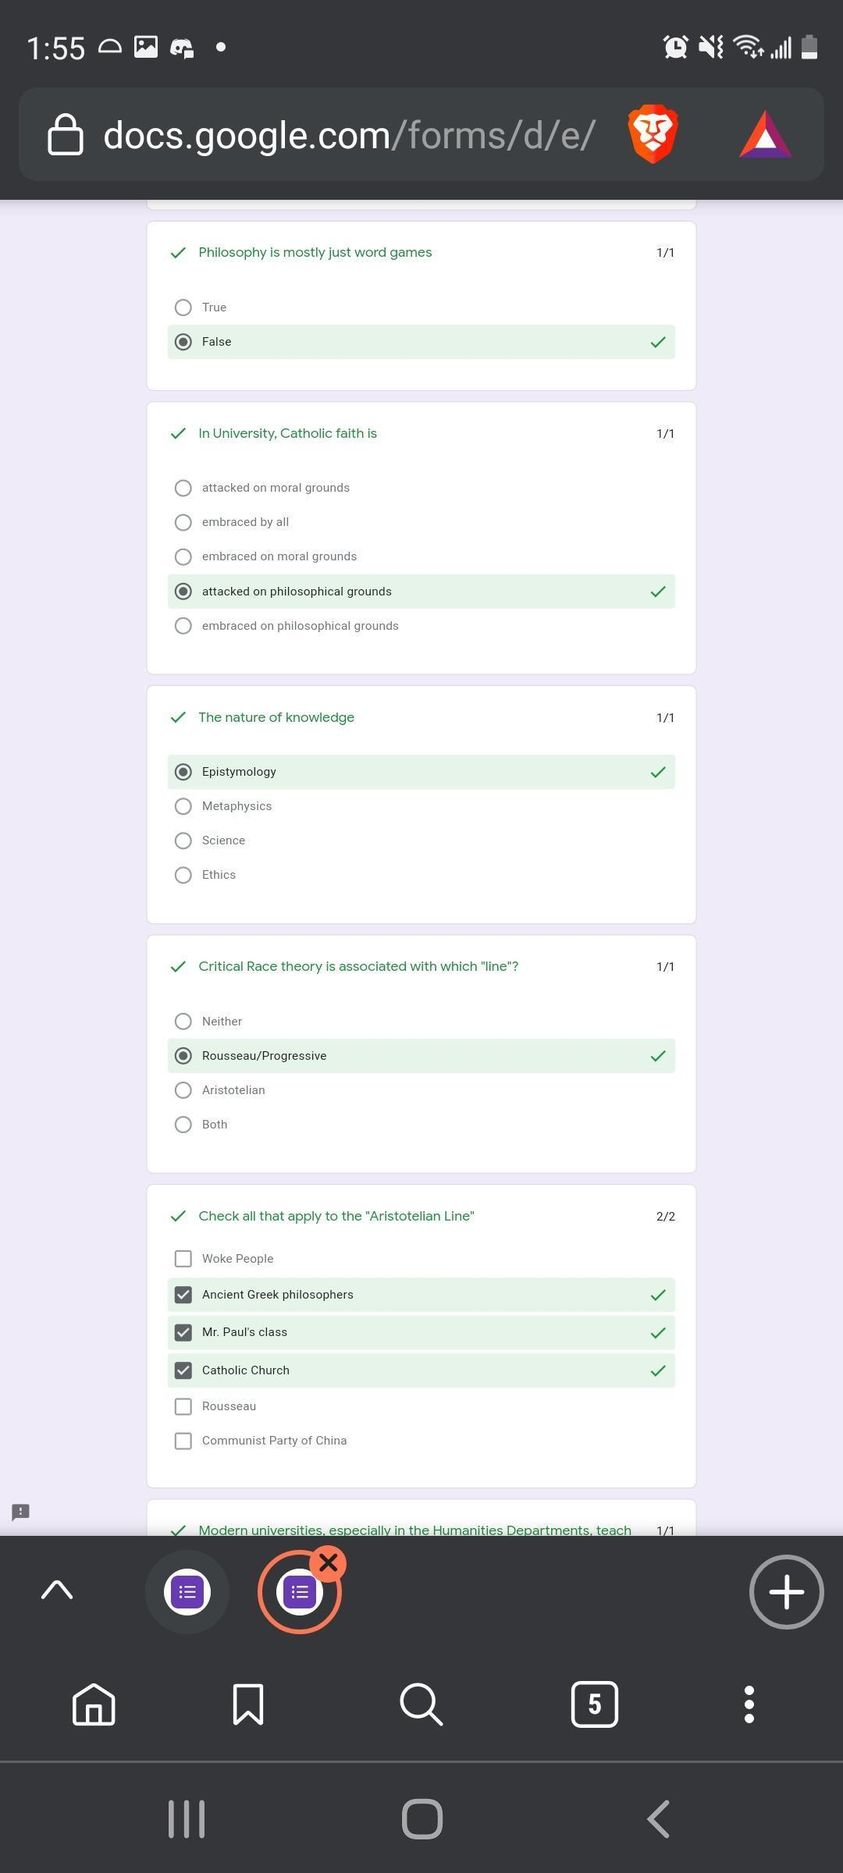 1:55
docs.google.com/forms/d/e/
Philosophy is mostly just word games 1/1
True
False
In University, Catholic faith is 1/1
attacked on moral grounds
embraced by all
embraced on moral grounds
attacked on philosophical grounds
embraced on philosophical grounds
The nature of knowledge 1/1
Epistymology
Metaphysics
Science
Ethics
Critical Race theory is associated with which "line"? 1/1
Neither
Rousseau/Progressive
Aristotelian
Both
Check all that apply to the "Aristotelian Line" 2/2
Woke People
Ancient Greek philosophers
Mr. Paul's class
Catholic Church
Rousseau
Communist Party of China
Modern universities, especially in the Humanities Departments, teach 1/1
5